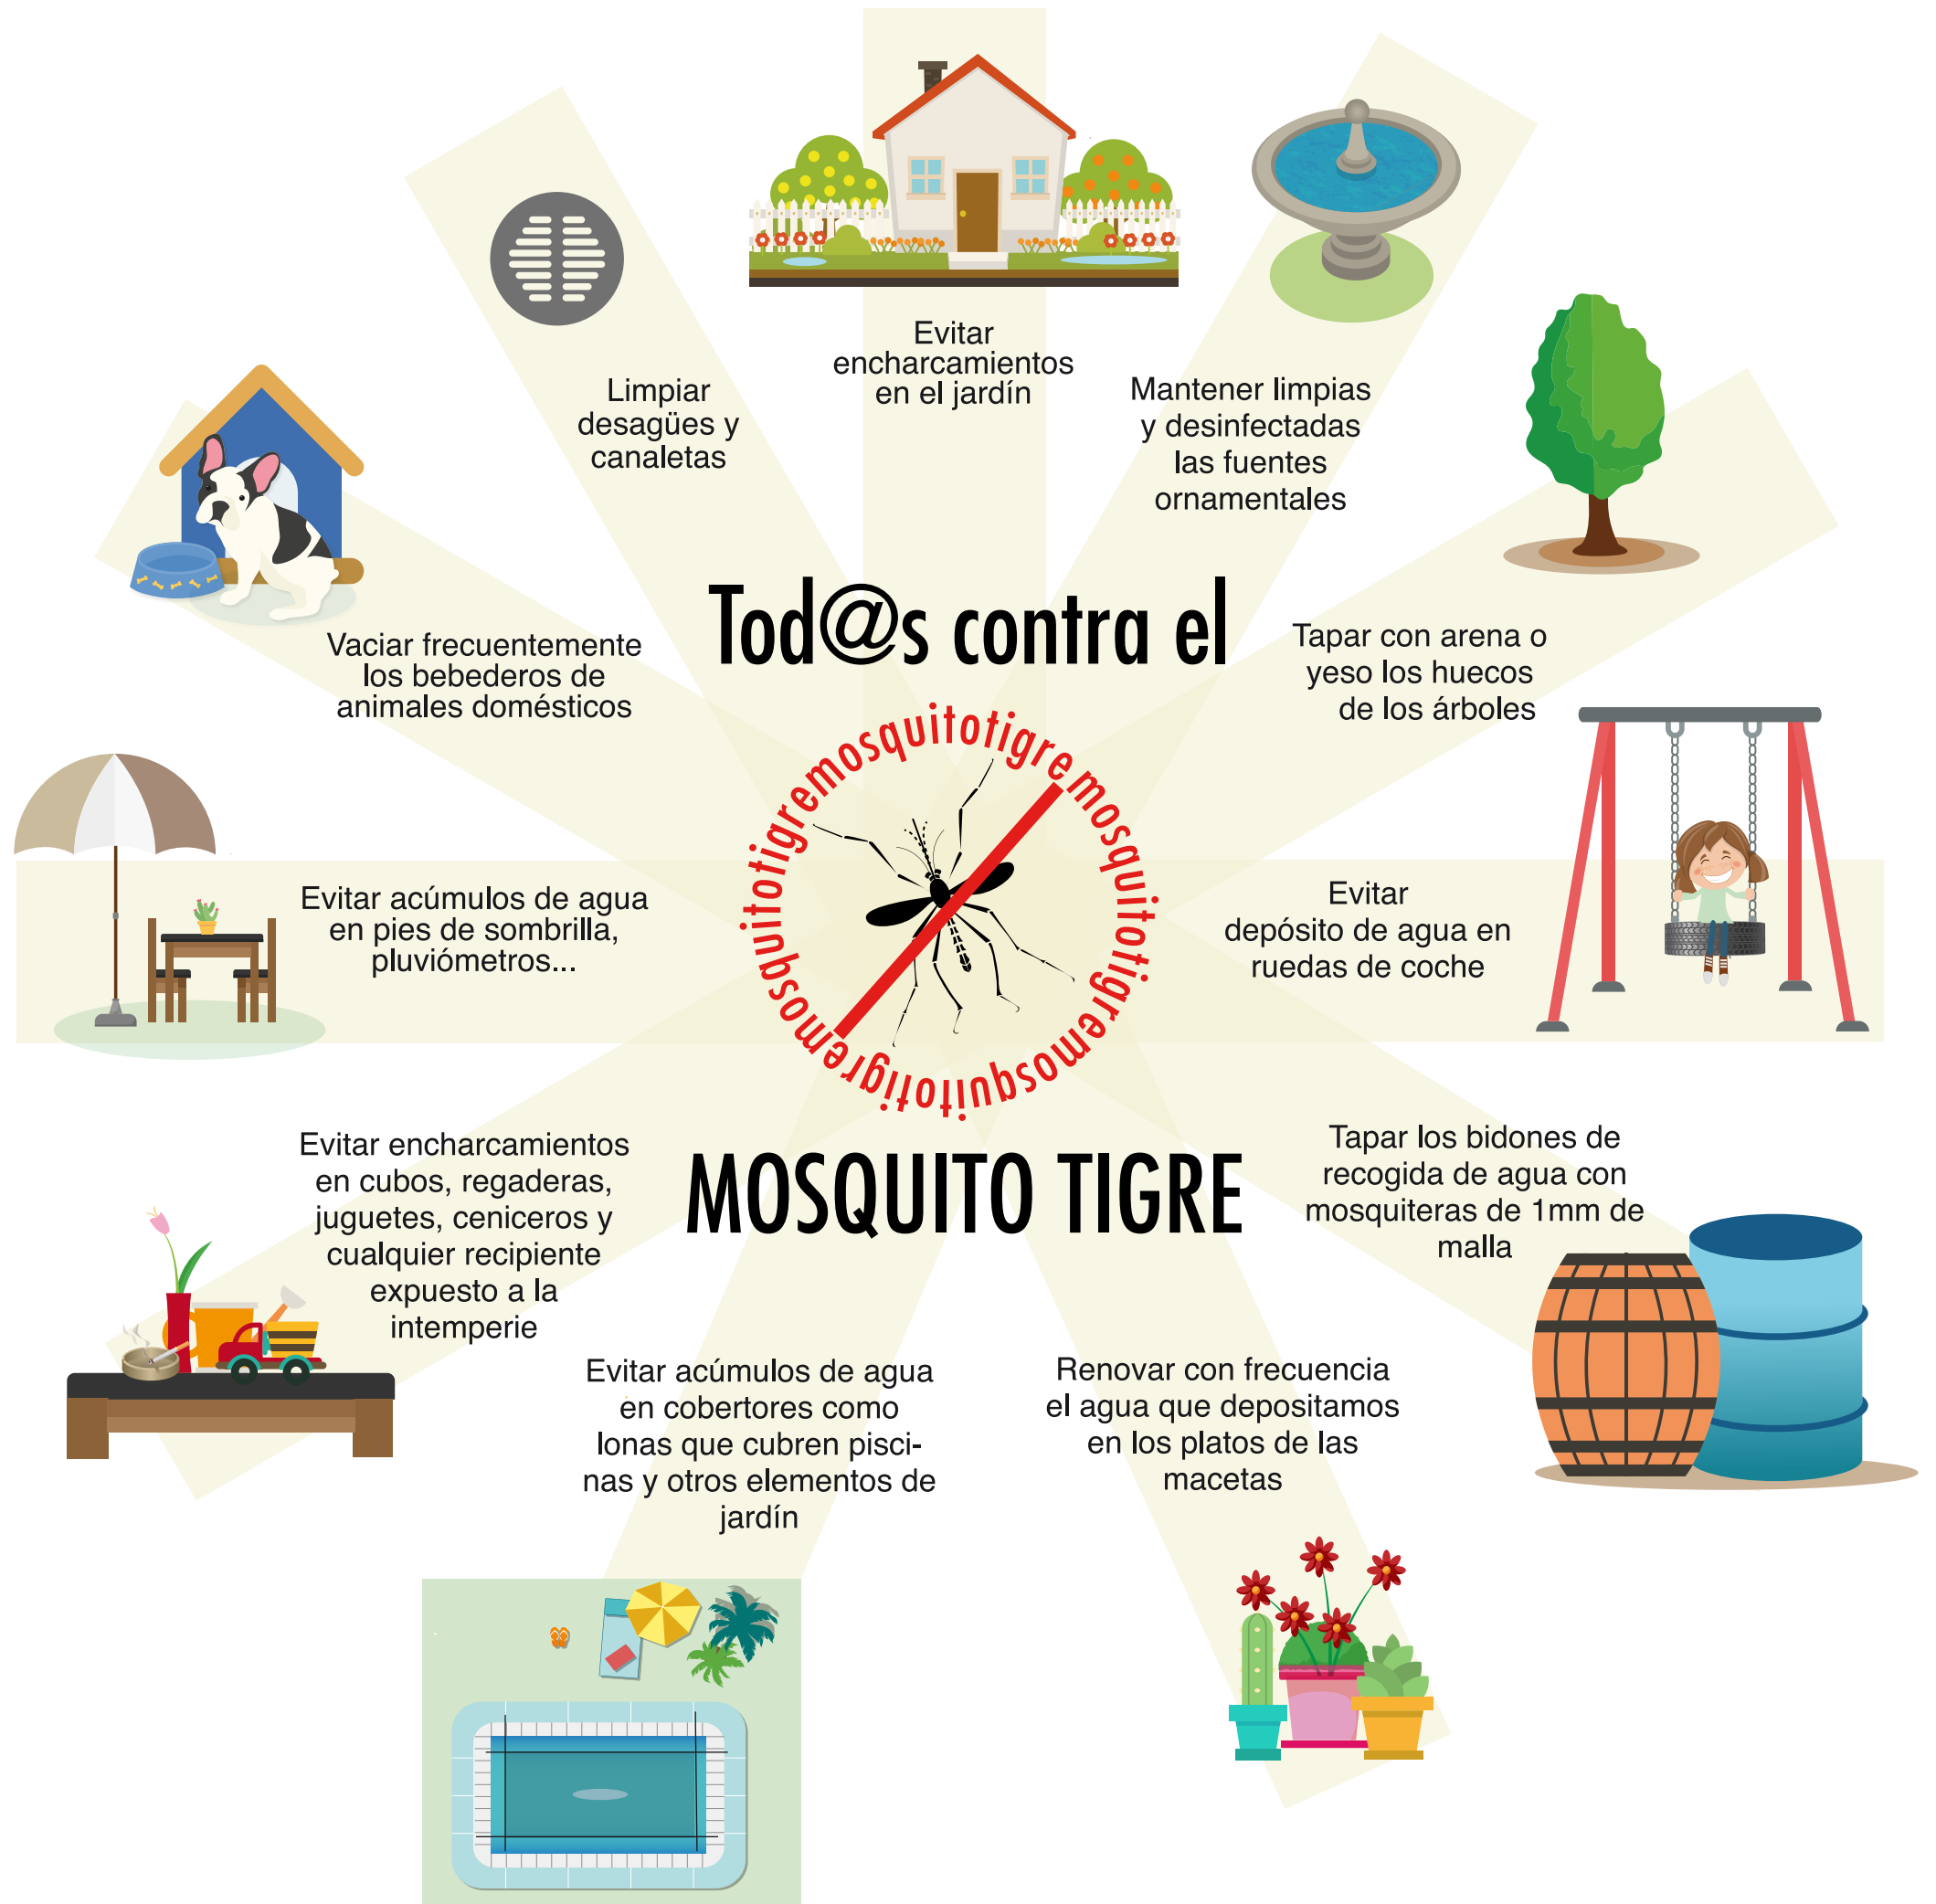 Evitar
encharcamientos
en el jardín
Limpiar
desagües y
canaletas
Mantener limpias
y desinfectadas
las fuentes
ornamentales
Vaciar frecuentemente
los bebederos de
animales domésticos
Tod@s contra el
Tapar con arena o
yeso los huecos
de los árboles
mosquitotigremosquitotigremosquitotigremosquitotigre
Evitar acúmulos de agua
en pies de sombrilla,
pluviómetros...
Evitar
depósito de agua en
ruedas de coche
MOSQUITO TIGRE
Evitar encharcamientos
en cubos, regaderas,
juguetes, ceniceros y
cualquier recipiente
expuesto a la
intemperie
Tapar los bidones de
recogida de agua con
mosquiteras de 1mm de
malla
Evitar acúmulos de agua
en cobertores como
lonas que cubren pisci-
nas y otros elementos de
jardín
Renovar con frecuencia
el agua que depositamos
en los platos de las
macetas